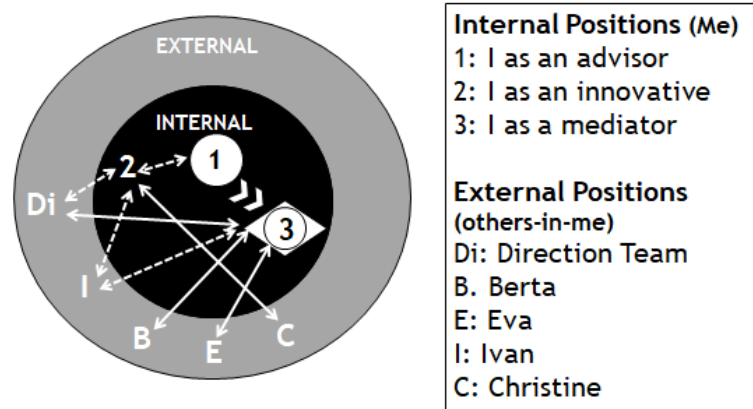 EXTERNAL
INTERNAL
1
2
Di
3
I
B
E
C
Internal Positions (Me)
1: I as an advisor
2: I as an innovative
3: I as a mediator
External Positions
(others-in-me)
Di: Direction Team
B. Berta
E: Eva
I: Ivan
C: Christine